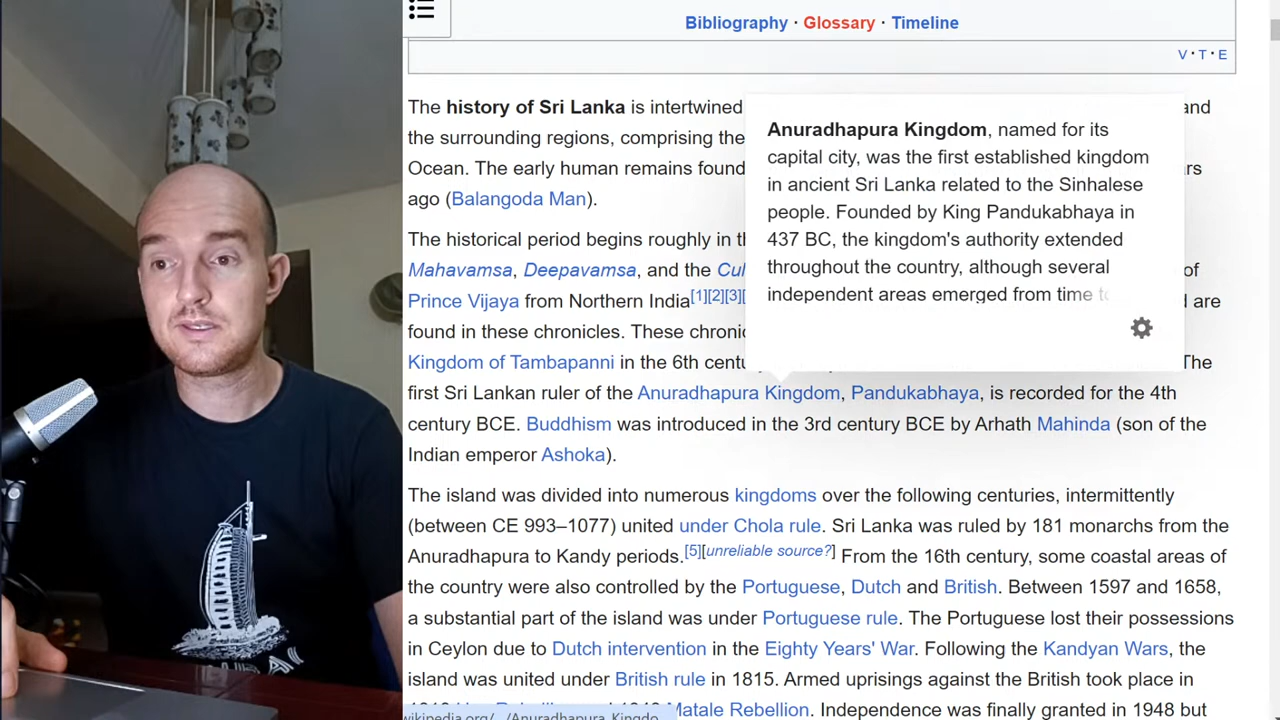 Bibliography · Glossary · Timeline
V · T · E
The history of Sri Lanka is intertwined and
the surrounding regions, comprising the
Ocean. The early human remains found
ago (Balangoda Man).
The historical period begins roughly in
Mahavamsa, Deepavamsa, and the of
Prince Vijaya from Northern India[1][2][3][ are
found in these chronicles. These
Kingdom of Tambapanni in the 6th The
first Sri Lankan ruler of the Anuradhapura Kingdom, Pandukabhaya, is recorded for the 4th
century BCE. Buddhism was introduced in the 3rd century BCE by Arhath Mahinda (son of the
Indian emperor Ashoka).
Anuradhapura Kingdom, named for its
capital city, was the first established kingdom
in ancient Sri Lanka related to the Sinhalese
people. Founded by King Pandukabhaya in
437 BC, the kingdom's authority extended
throughout the country, although several
independent areas emerged from time
The island was divided into numerous kingdoms over the following centuries, intermittently
(between CE 993–1077) united under Chola rule. Sri Lanka was ruled by 181 monarchs from the
Anuradhapura to Kandy periods.[5][unreliable source?] From the 16th century, some coastal areas of
the country were also controlled by the Portuguese, Dutch and British. Between 1597 and 1658,
a substantial part of the island was under Portuguese rule. The Portuguese lost their possessions
in Ceylon due to Dutch intervention in the Eighty Years' War. Following the Kandyan Wars, the
island was united under British rule in 1815. Armed uprisings against the British took place in
Matale Rebellion. Independence was finally granted in 1948 but
wikipedia.org/.../Anuradhapura_Kingdo